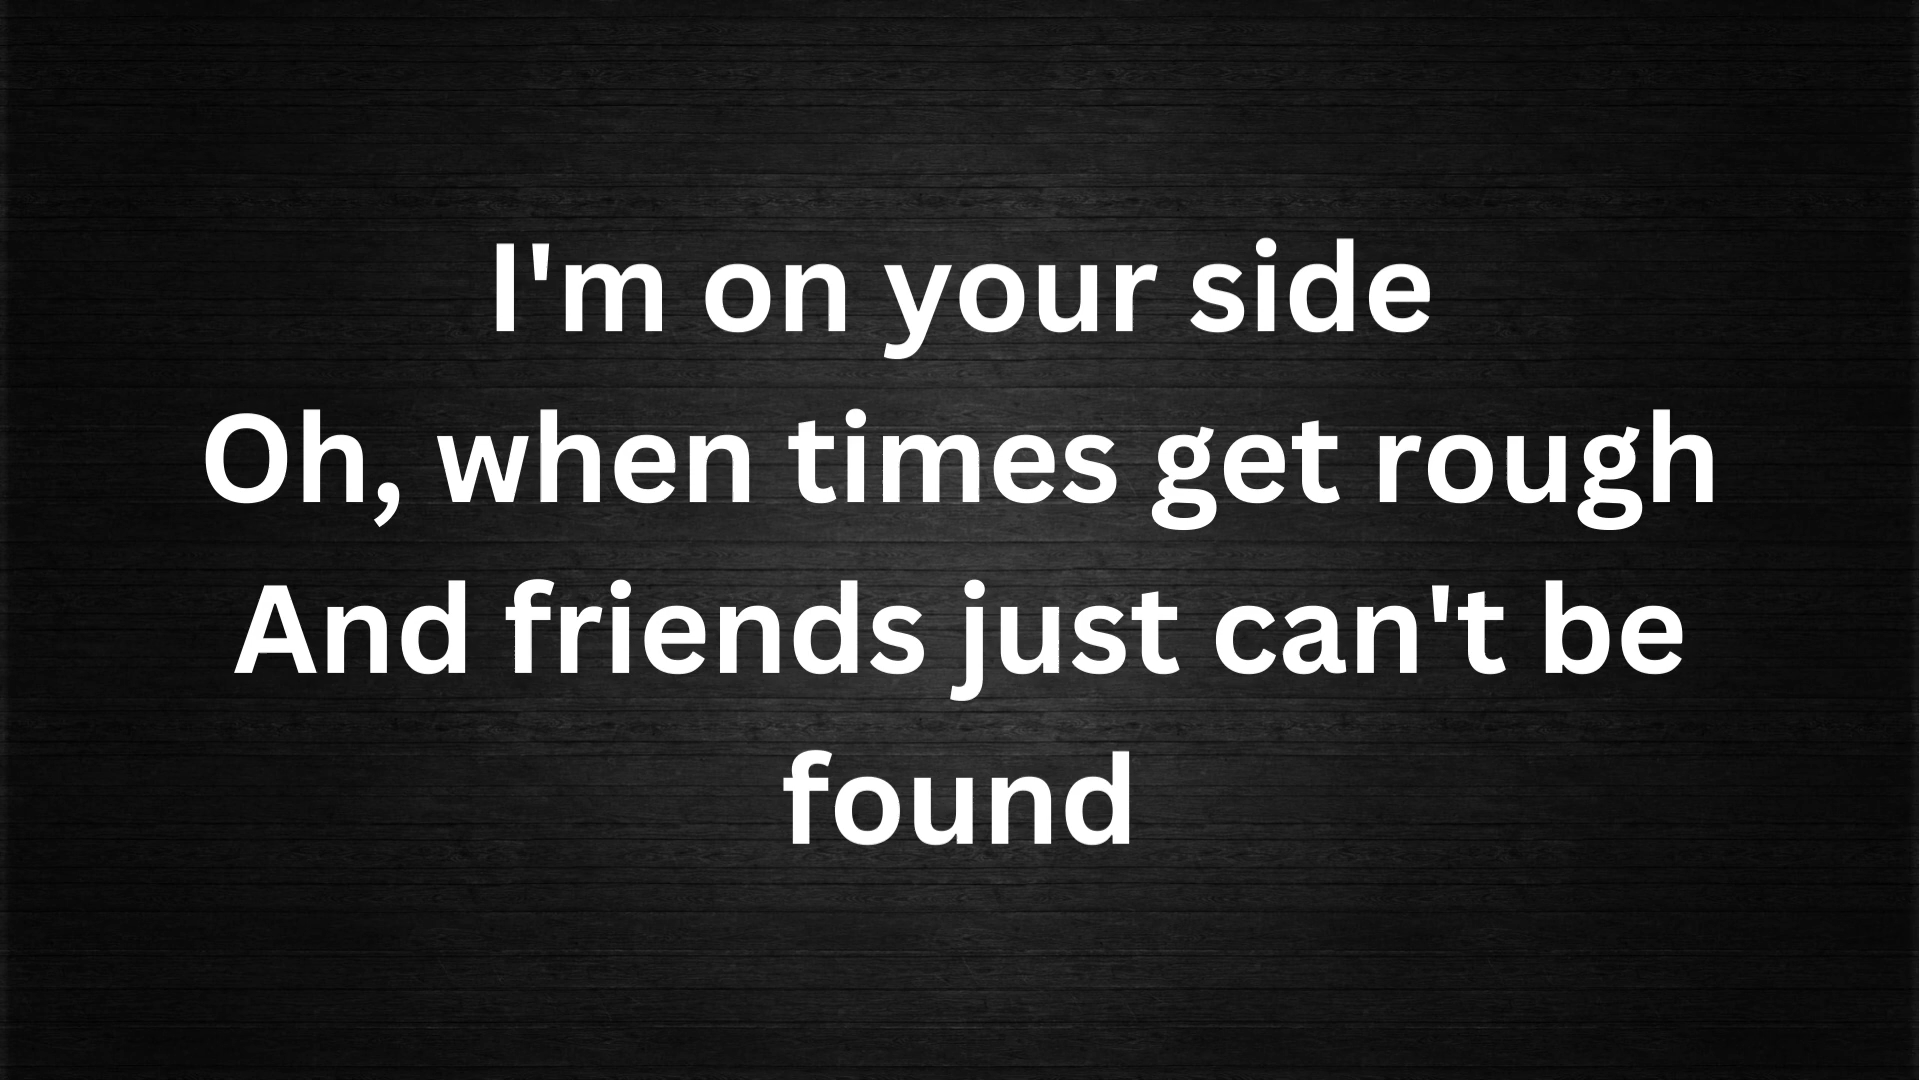 I'm on your side
Oh, when times get rough
And friends just can't be
found